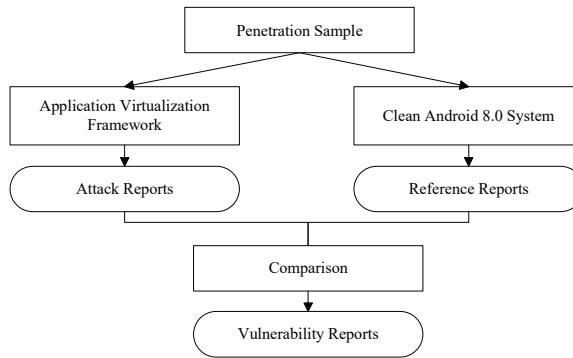 Penetration Sample
Application Virtualization
Framework
Clean Android 8.0 System
Attack Reports
Reference Reports
Comparison
Vulnerability Reports